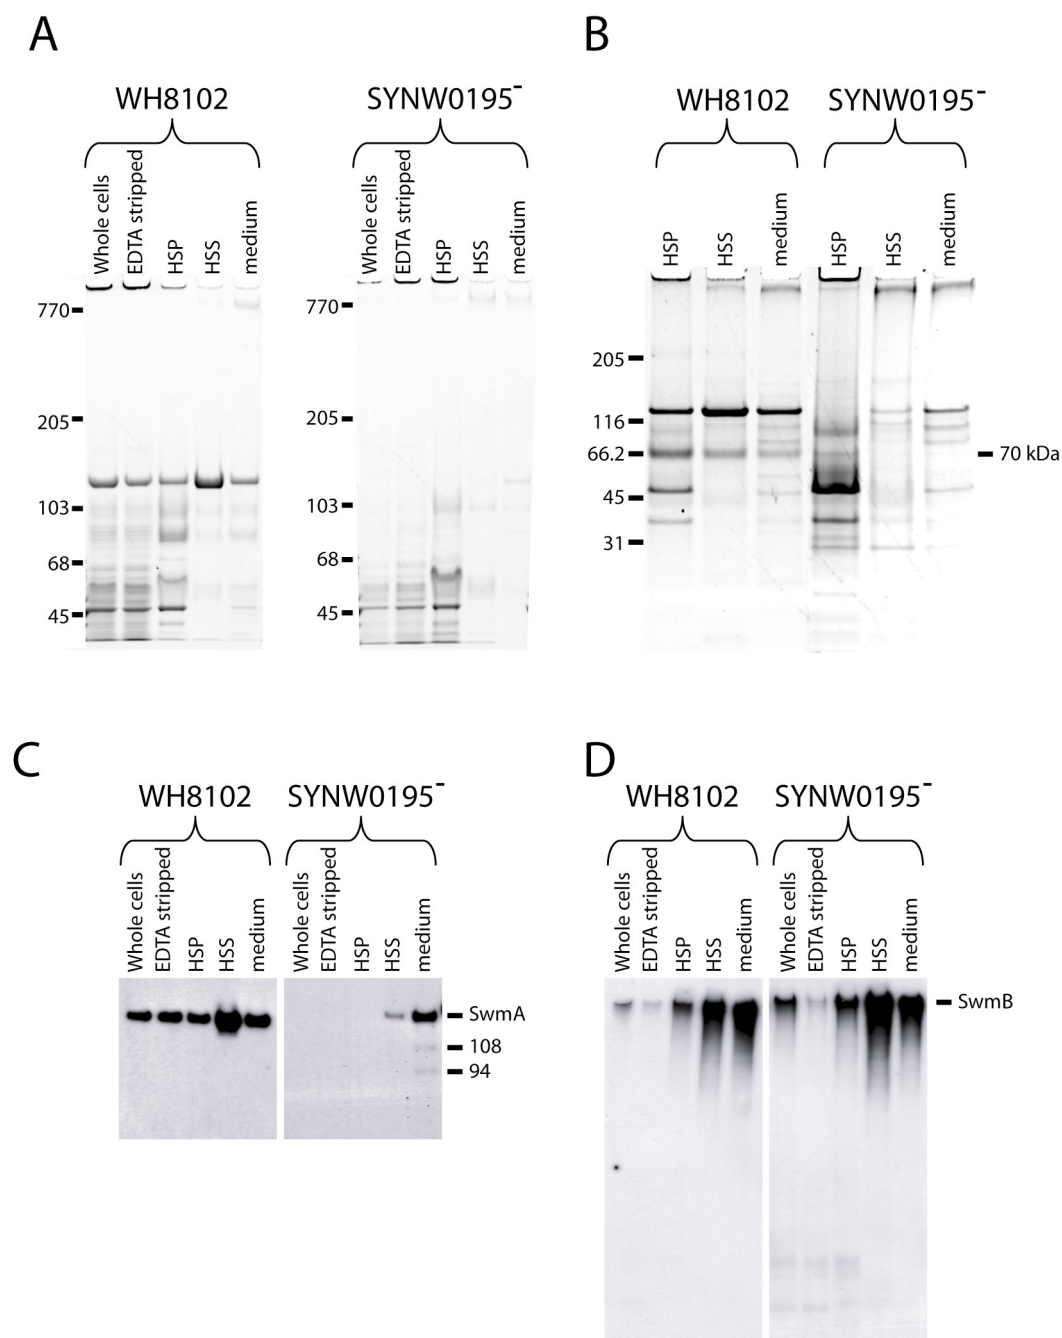 A
WH8102
SYNW0195⁻
Whole cells
EDTA stripped
HSP
HSS
medium
Whole cells
EDTA stripped
HSP
HSS
medium
770
205
103
68
45
770
205
103
68
45
B
WH8102
SYNW0195⁻
HSP
HSS
medium
HSP
HSS
medium
205
116
66.2
45
31
70 kDa
C
WH8102
SYNW0195⁻
Whole cells
EDTA stripped
HSP
HSS
medium
Whole cells
EDTA stripped
HSP
HSS
medium
SwmA
108
94
D
WH8102
SYNW0195⁻
Whole cells
EDTA stripped
HSP
HSS
medium
Whole cells
EDTA stripped
HSP
HSS
medium
SwmB